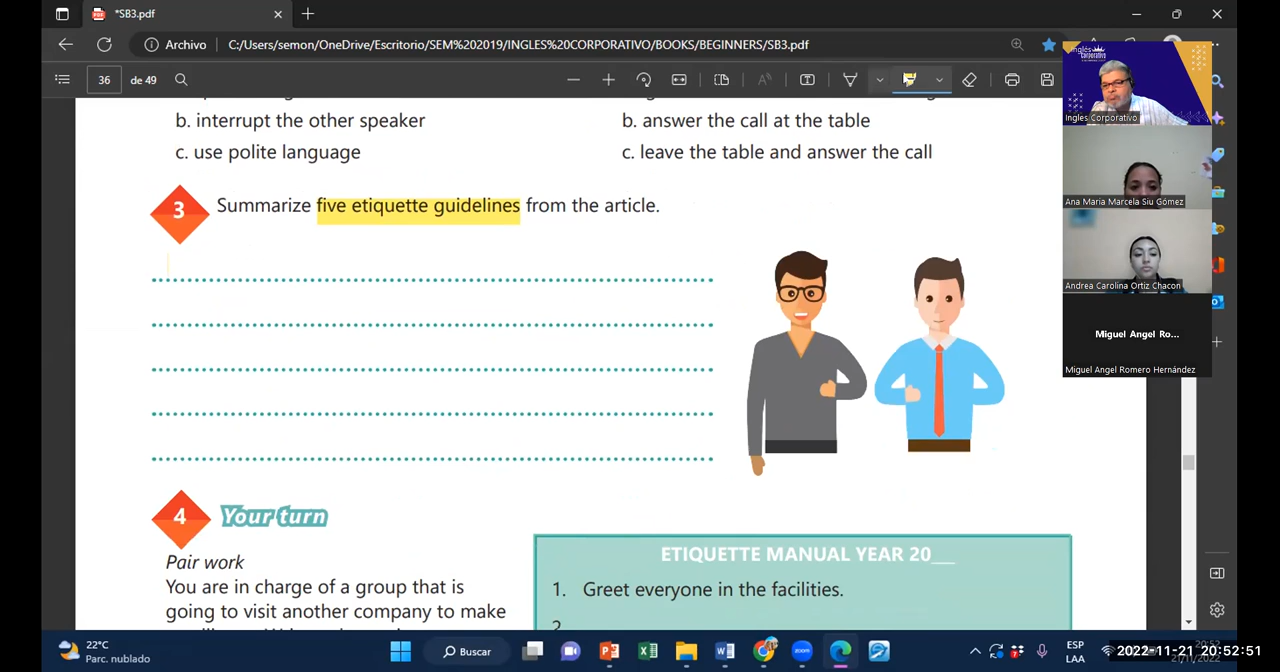 *SB3.pdf
Archivo
C:/Users/semon/OneDrive/Escritorio/SEM%202019/INGLES%20CORPORATIVO/BOOKS/BEGINNERS/SB3.pdf
36
de 49
b. interrupt the other speaker
c. use polite language
b. answer the call at the table
c. leave the table and answer the call
3
Summarize five etiquette guidelines from the article.
4
Your turn
Pair work
You are in charge of a group that is
going to visit another company to make
ETIQUETTE MANUAL YEAR 20__
1. Greet everyone in the facilities.
2
Inglés
Corporativo
Ingles Corporativo
Ana Maria Marcela Siu Gómez
Andrea Carolina Ortiz Chacon
Miguel Angel Ro...
Miguel Angel Romero Hernández
22°C
Parc. nublado
Buscar
ESP
LAA
2022-11-21 20:52:51